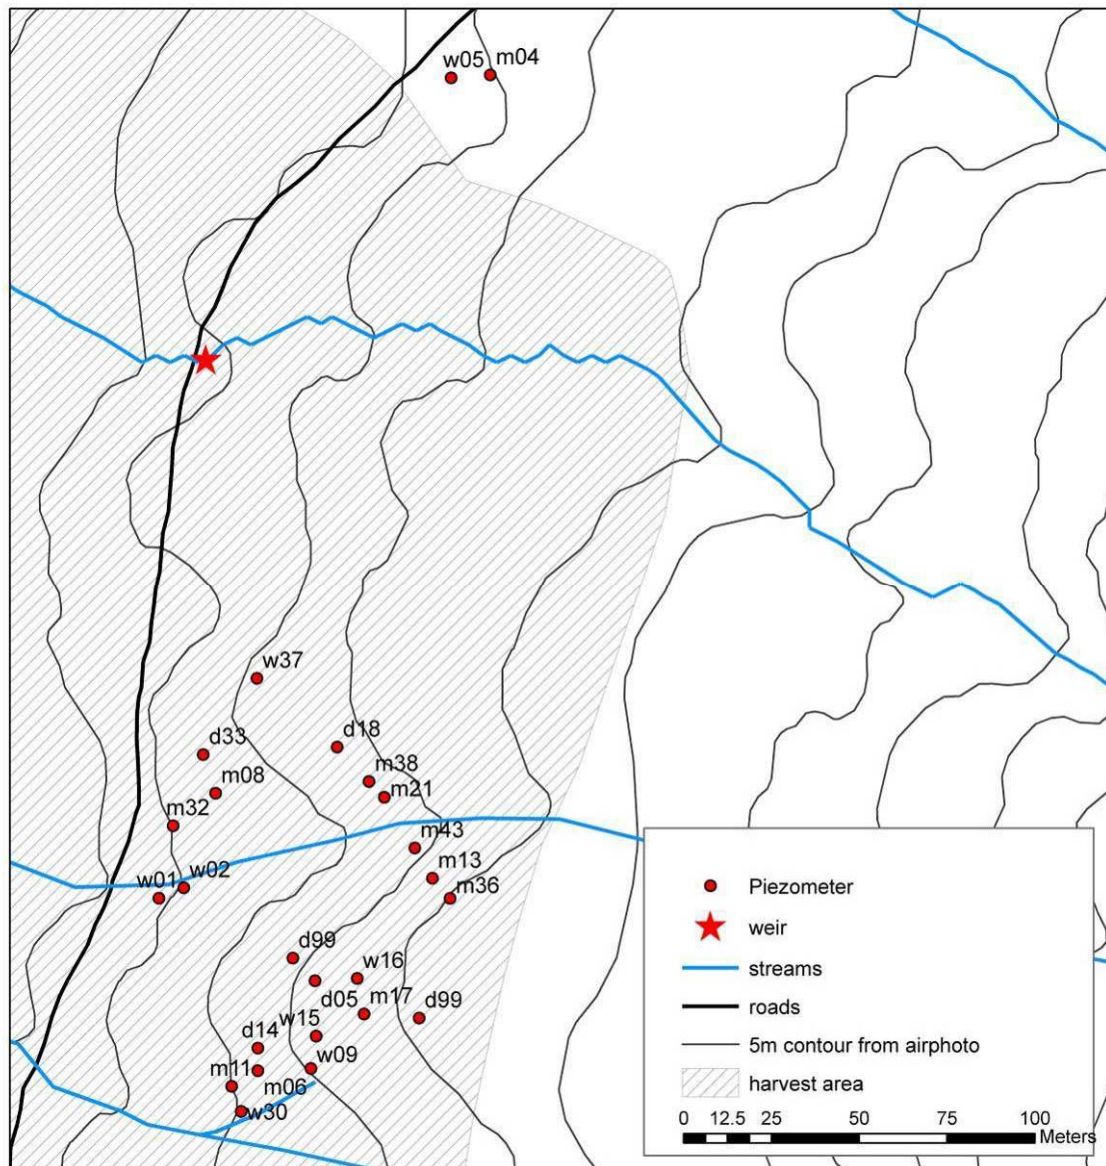 w05 m04
w37
d33
d18
m08
m38
m21
m32
m43
w01 w02
m13
m36
d99
w16
d05
m17
d99
w15
d14
w09
m11
m06
w30
Piezometer
weir
streams
roads
5m contour from airphoto
harvest area
0 12.5 25 50 75 100
Meters